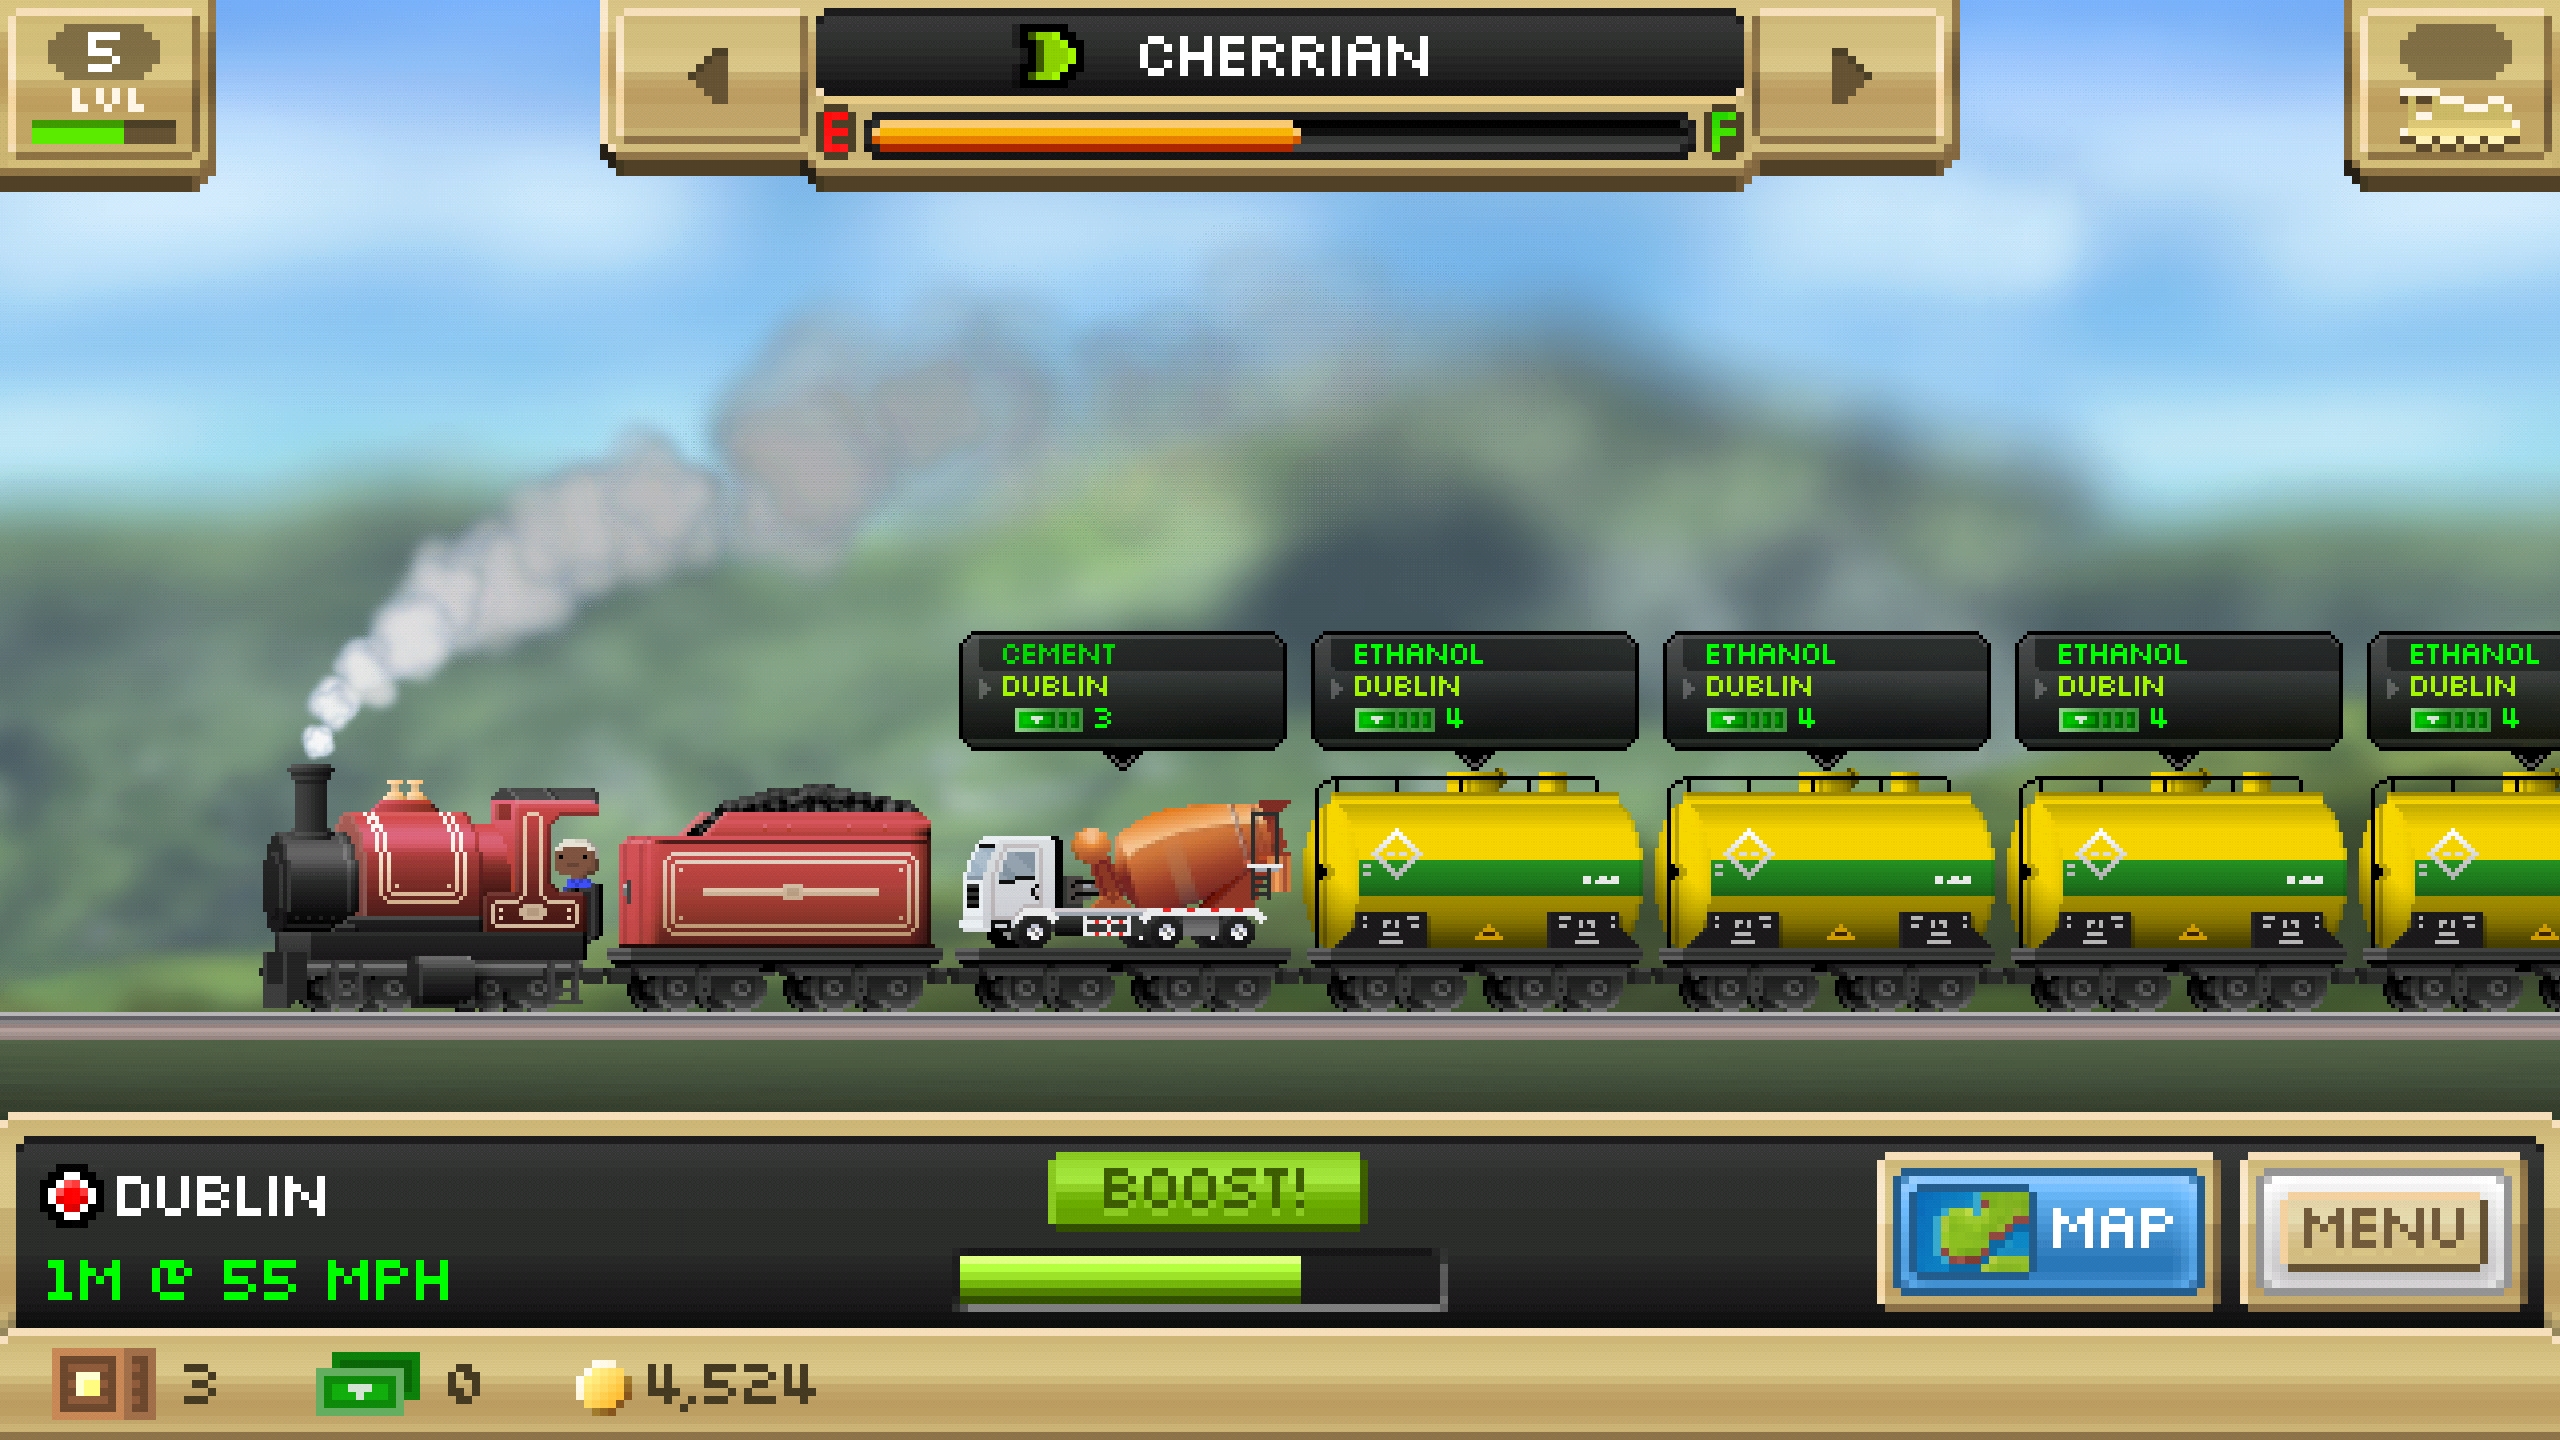 5
LVL
CHERRIAN
E F
CEMENT
DUBLIN
3
ETHANOL
DUBLIN
4
ETHANOL
DUBLIN
4
ETHANOL
DUBLIN
4
ETHANOL
DUBLIN
4
DUBLIN
1M @ 55 MPH
BOOST!
MAP
MENU
3
0
4,524